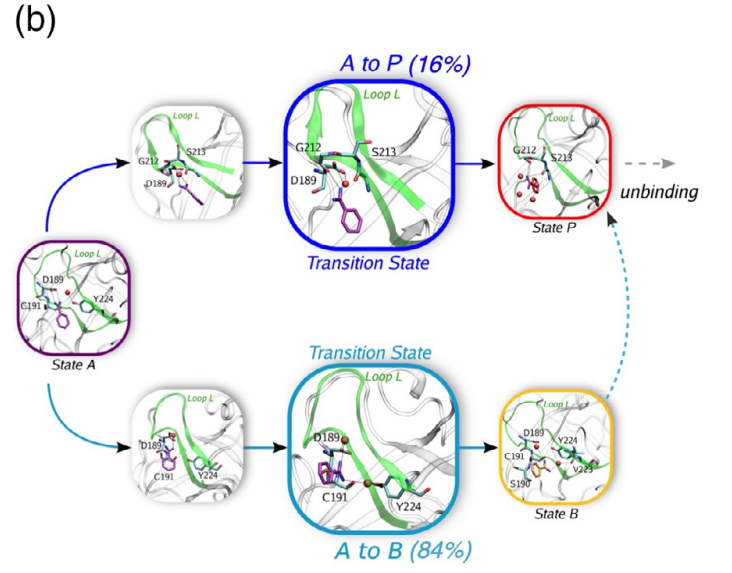 (b)
A to P (16%)
Loop L
G212
S213
D189
Loop L
G212
S213
D189
Transition State
Loop L
G212
S213
State P
unbinding
Loop L
D189
C191
Y224
State A
Transition State
Loop L
D189
C191
Y224
Loop L
D189
C191
Y224
A to B (84%)
Loop L
D189
Y224
C191
Y223
S190
State B